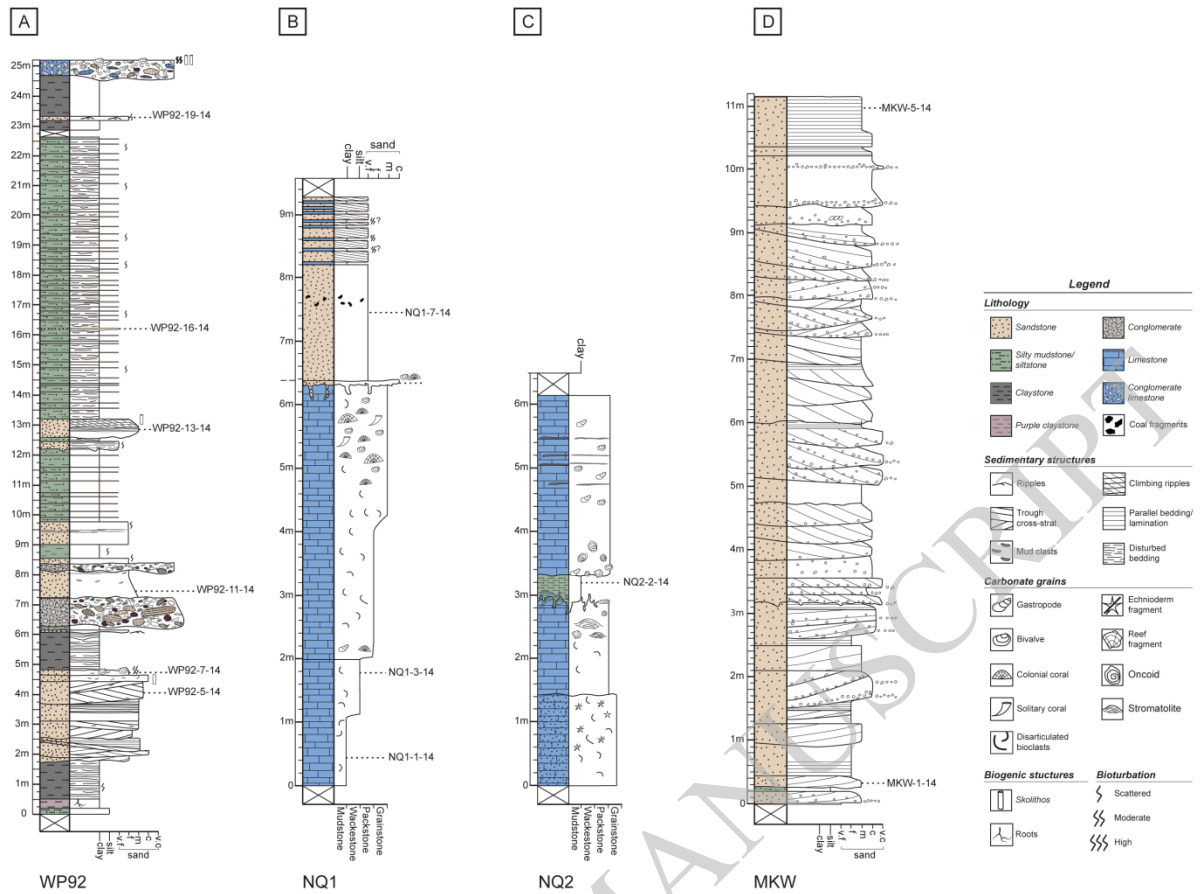 A
B
C
D
25m
24m
23m
22m
21m
20m
19m
18m
17m
16m
15m
14m
13m
12m
11m
10m
9m
8m
7m
6m
5m
4m
3m
2m
1m
0
WP92-19-14
WP92-16-14
WP92-13-14
WP92-11-14
WP92-7-14
WP92-5-14
clay
silt
v.f
f
m
c
v.c
sand
WP92
clay
silt
v.f
f
m
c
sand
9m
8m
7m
6m
5m
4m
3m
2m
1m
0
?
?
NQ1-7-14
NQ1-3-14
NQ1-1-14
Mudstone
Wackestone
Packstone
Grainstone
NQ1
clay
6m
5m
4m
3m
2m
1m
0
NQ2-2-14
Mudstone
Wackestone
Packstone
Grainstone
NQ2
11m
10m
9m
8m
7m
6m
5m
4m
3m
2m
1m
0
MKW-5-14
MKW-1-14
clay
silt
v.f
f
m
c
v.c
sand
MKW
Legend
Lithology
Sandstone
Conglomerate
Silty mudstone/
siltstone
Limestone
Claystone
Conglomerate
limestone
Purple claystone
Coal fragments
Sedimentary structures
Ripples
Climbing ripples
Trough
cross-strat.
Parallel bedding/
lamination
Mud clasts
Disturbed
bedding
Carbonate grains
Gastropode
Echnioderm
fragment
Bivalve
Reef
fragment
Colonial coral
Oncoid
Solitary coral
Stromatolite
Disarticulated
bioclasts
Biogenic stuctures
Bioturbation
Skolithos
Scattered
Moderate
Roots
High
MANUSCRIPT